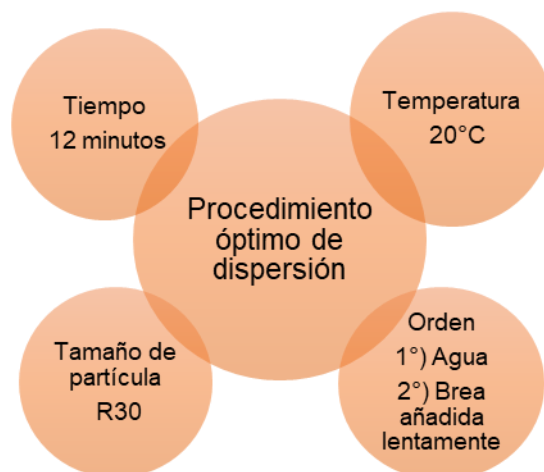 Tiempo
12 minutos
Temperatura
20°C
Procedimiento
óptimo de
dispersión
Tamaño de
partícula
R30
Orden
1°) Agua
2°) Brea
añadida
lentamente